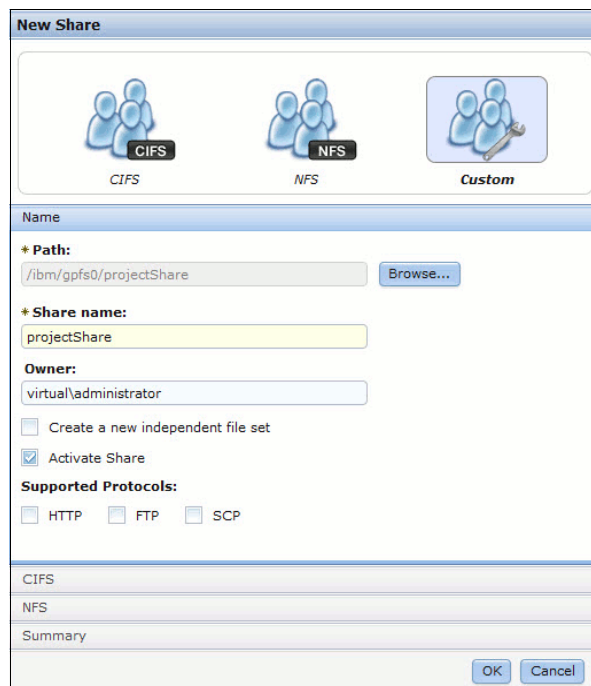 New Share
CIFS NFS
CIFS NFS Custom
Name
* Path:
/ibm/gpfs0/projectShare Browse...
* Share name:
projectShare
Owner:
virtual\administrator
Create a new independent file set
Activate Share
Supported Protocols:
HTTP FTP SCP
CIFS
NFS
Summary
OK Cancel